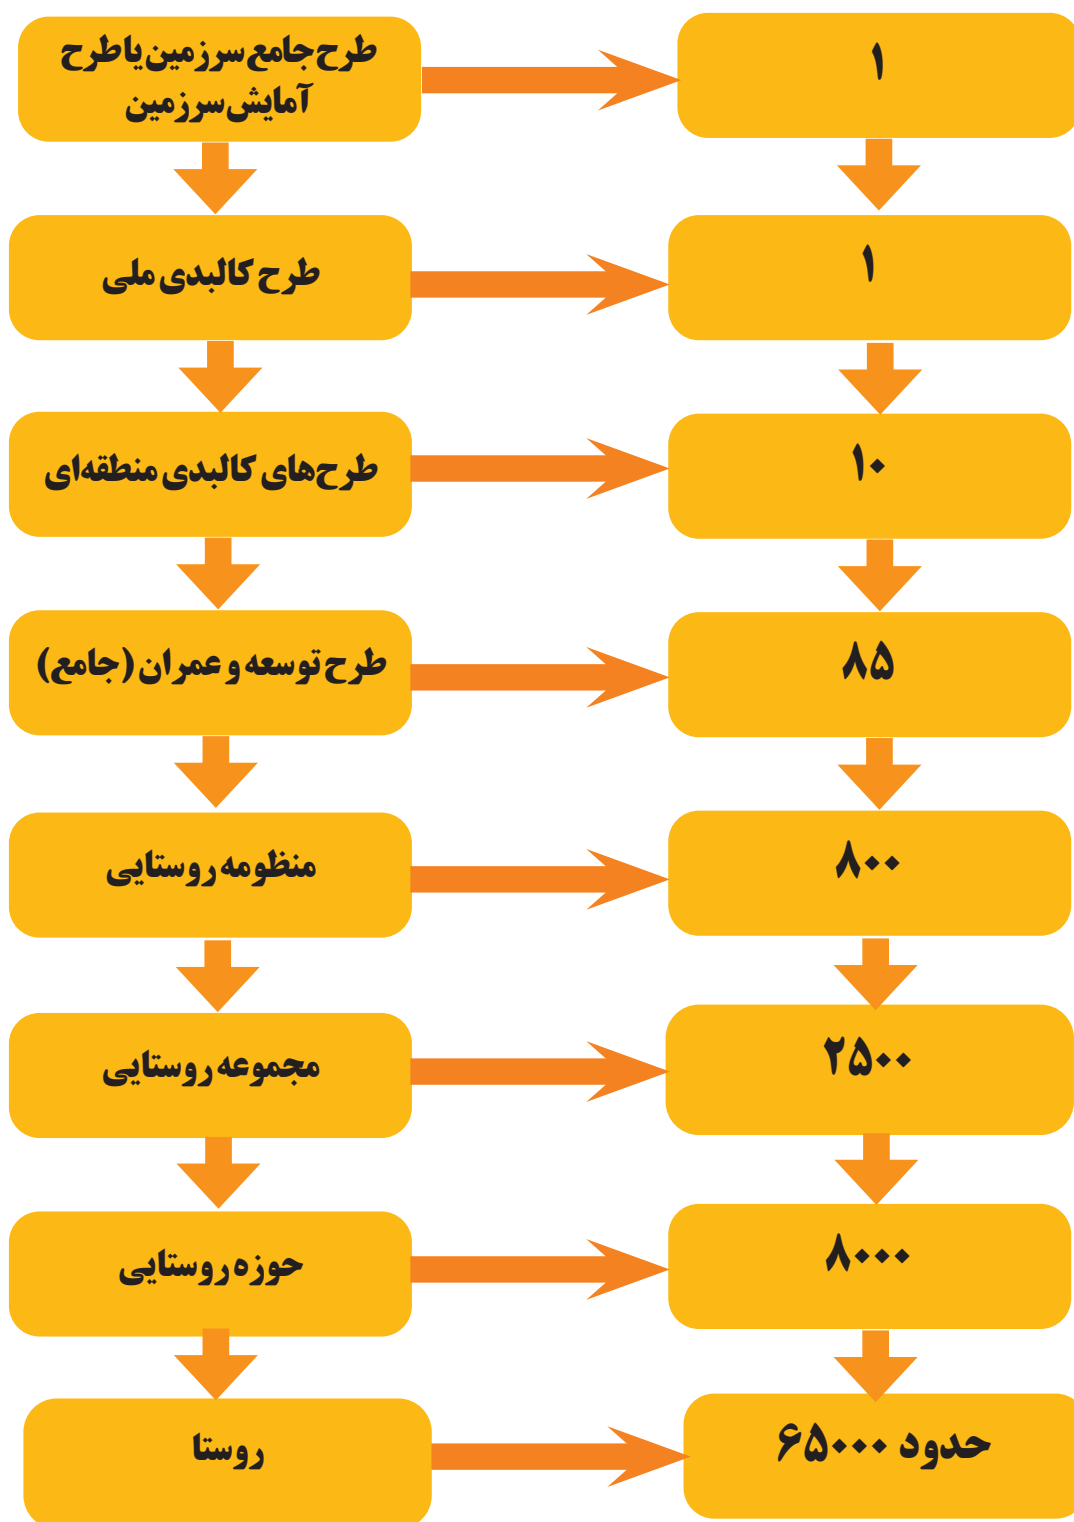 طرح جامع سرزمین یا طرح
آمایش سرزمین
۱
طرح کالبدی ملی
۱
طرح‌های کالبدی منطقه‌ای
۱۰
طرح توسعه و عمران (جامع)
۸۵
منظومه روستایی
۸۰۰
مجموعه روستایی
۲۵۰۰
حوزه روستایی
۸۰۰۰
روستا
حدود ۶۵۰۰۰